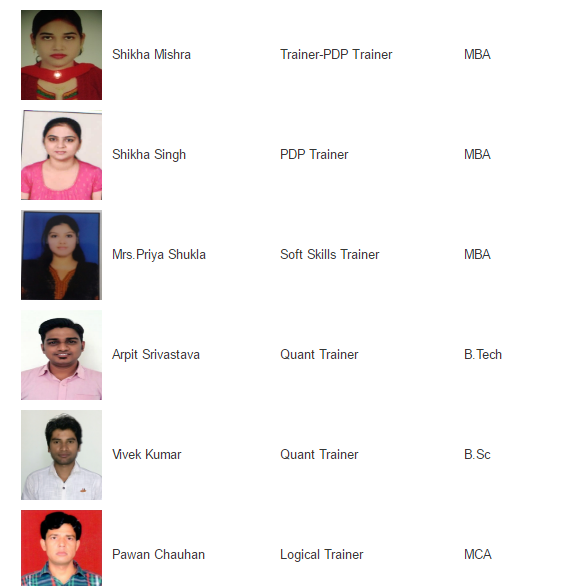 Shikha Mishra Trainer-PDP Trainer MBA
Shikha Singh PDP Trainer MBA
Mrs.Priya Shukla Soft Skills Trainer MBA
Arpit Srivastava Quant Trainer B.Tech
Vivek Kumar Quant Trainer B.Sc
Pawan Chauhan Logical Trainer MCA